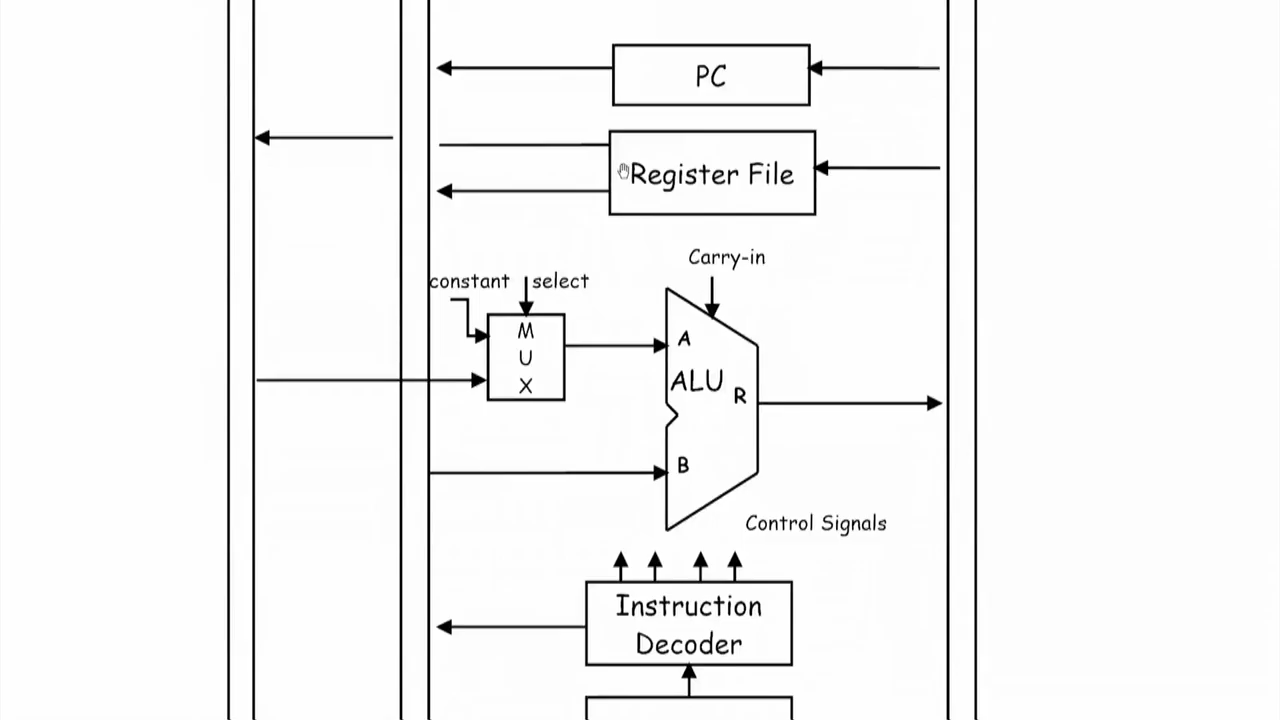 PC
Register File
Carry-in
constant
select
M
U
X
A
ALU
R
B
Control Signals
Instruction
Decoder